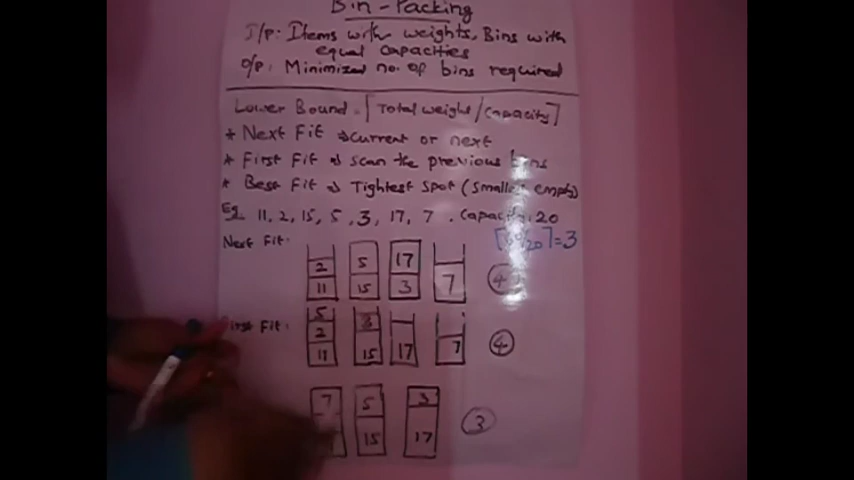 Bin-Packing
I/p: Items with weights, Bins with
equal capacities
O/p: Minimized no. of bins required
Lower Bound = ⌈Total weight/capacity⌉
* Next Fit ⇒ current or next
* First Fit ⇒ scan the previous bins
* Best Fit ⇒ Tightest spot (Smallest empty)
Eg. 11, 2, 15, 5, 3, 17, 7. Capacity: 20
⌈60/20⌉=3
Next Fit:
2 5 17
11 15 3 7 4
First Fit:
5 3
2
11 15 17 7 4
7 5 3
15 17 3